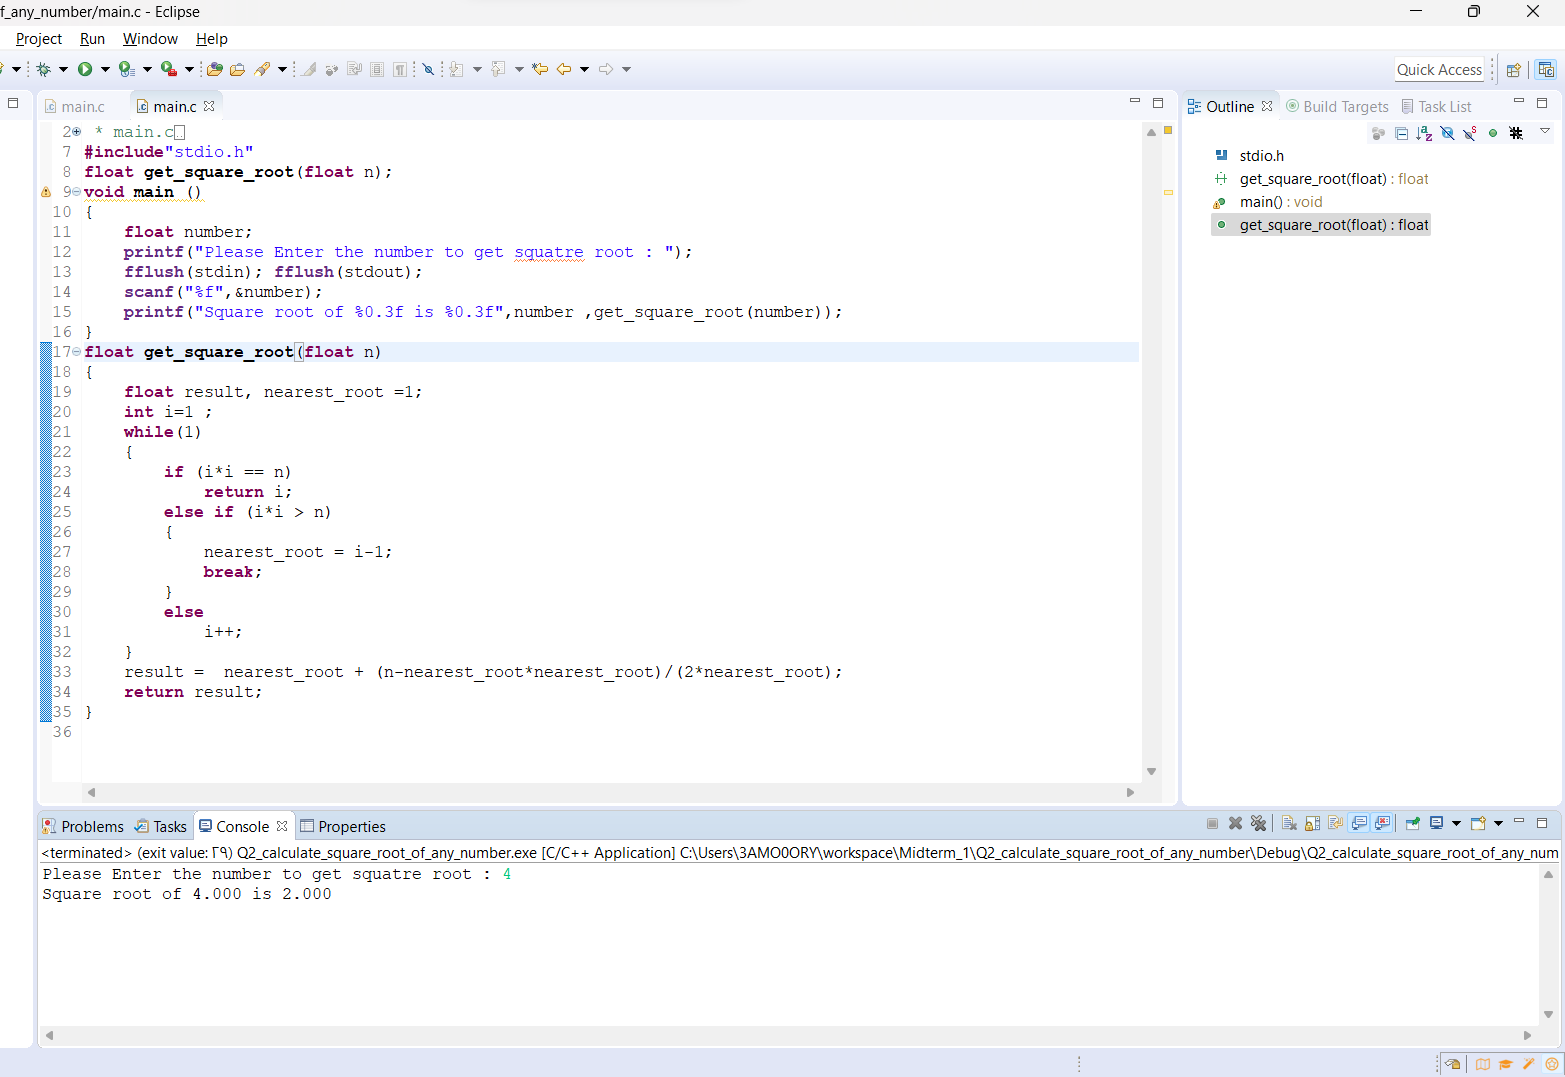 f_any_number/main.c - Eclipse
Project Run Window Help
Quick Access
main.c
main.c
2 * main.c
7 #include"stdio.h"
8 float get_square_root(float n);
9 void main ()
10 {
11 float number;
12 printf("Please Enter the number to get squatre root : ");
13 fflush(stdin); fflush(stdout);
14 scanf("%f",&number);
15 printf("Square root of %0.3f is %0.3f",number ,get_square_root(number));
16 }
17 float get_square_root(float n)
18 {
19 float result, nearest_root =1;
20 int i=1 ;
21 while(1)
22 {
23 if (i*i == n)
24 return i;
25 else if (i*i > n)
26 {
27 nearest_root = i-1;
28 break;
29 }
30 else
31 i++;
32 }
33 result =  nearest_root + (n-nearest_root*nearest_root)/(2*nearest_root);
34 return result;
35 }
36
Outline Build Targets Task List
stdio.h
get_square_root(float) : float
main() : void
get_square_root(float) : float
Problems Tasks Console Properties
<terminated> (exit value: ٢٩) Q2_calculate_square_root_of_any_number.exe [C/C++ Application] C:\Users\3AMO0ORY\workspace\Midterm_1\Q2_calculate_square_root_of_any_number\Debug\Q2_calculate_square_root_of_any_num
Please Enter the number to get squatre root : 4
Square root of 4.000 is 2.000